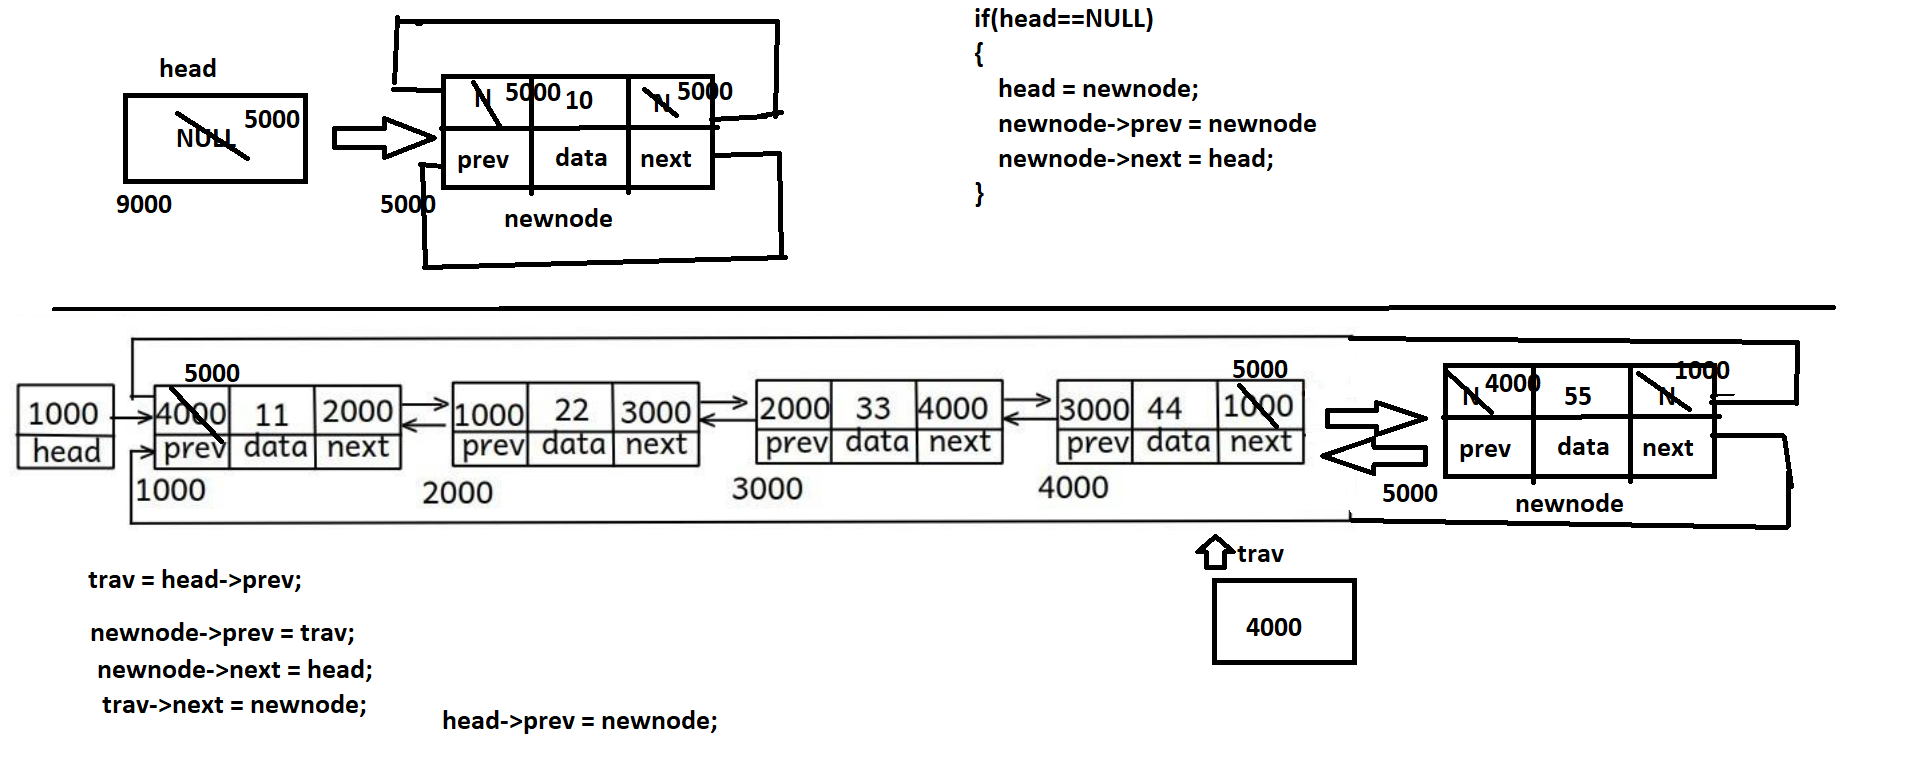 if(head==NULL)
{
head = newnode;
newnode->prev = newnode
newnode->next = head;
}
head
NULL 5000
9000
N 5000 10 N 5000
prev data next
5000
newnode
5000 5000 1000
1000 4000 11 2000 1000 22 3000 2000 33 4000 3000 44 1000 N 4000 55 N
head prev data next prev data next prev data next prev data next prev data next
1000 2000 3000 4000 5000
newnode
trav
4000
trav = head->prev;
newnode->prev = trav;
newnode->next = head;
trav->next = newnode;
head->prev = newnode;